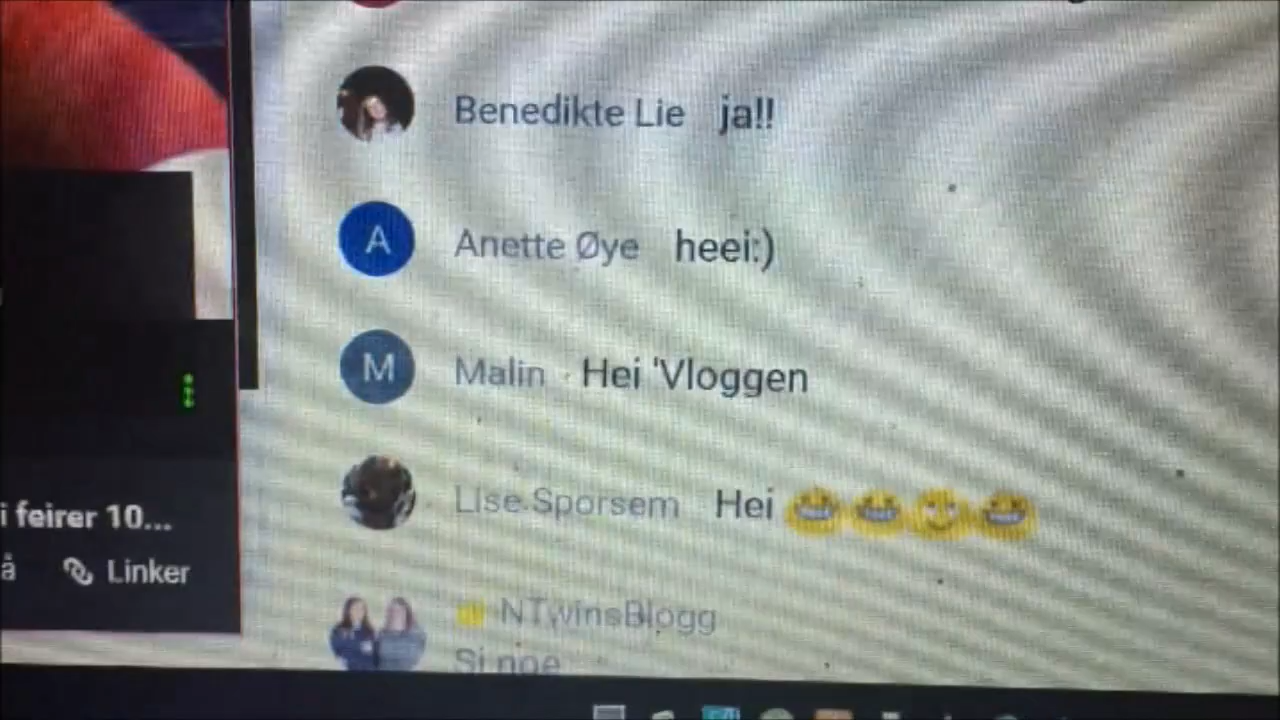 Benedikte Lie ja!!
A Anette Øye heei:)
M Malin Hei 'Vloggen
Lise Sporsem Hei
NTwinsBlogg
Si noe
i feirer 10...
å Linker